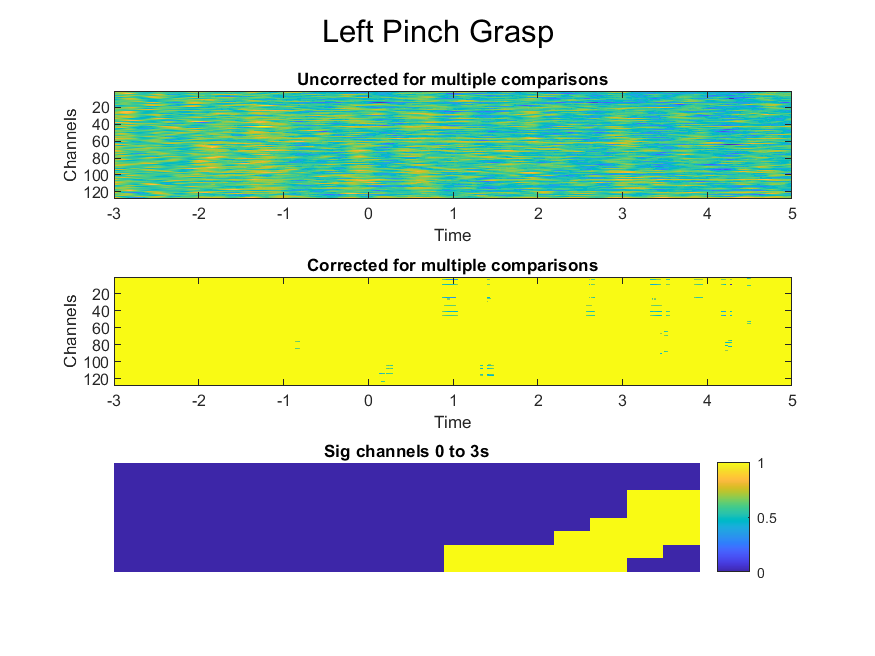 Left Pinch Grasp
Uncorrected for multiple comparisons
Channels
20
40
60
80
100
120
-3 -2 -1 0 1 2 3 4 5
Time
Corrected for multiple comparisons
Channels
20
40
60
80
100
120
-3 -2 -1 0 1 2 3 4 5
Time
Sig channels 0 to 3s
1
0.5
0